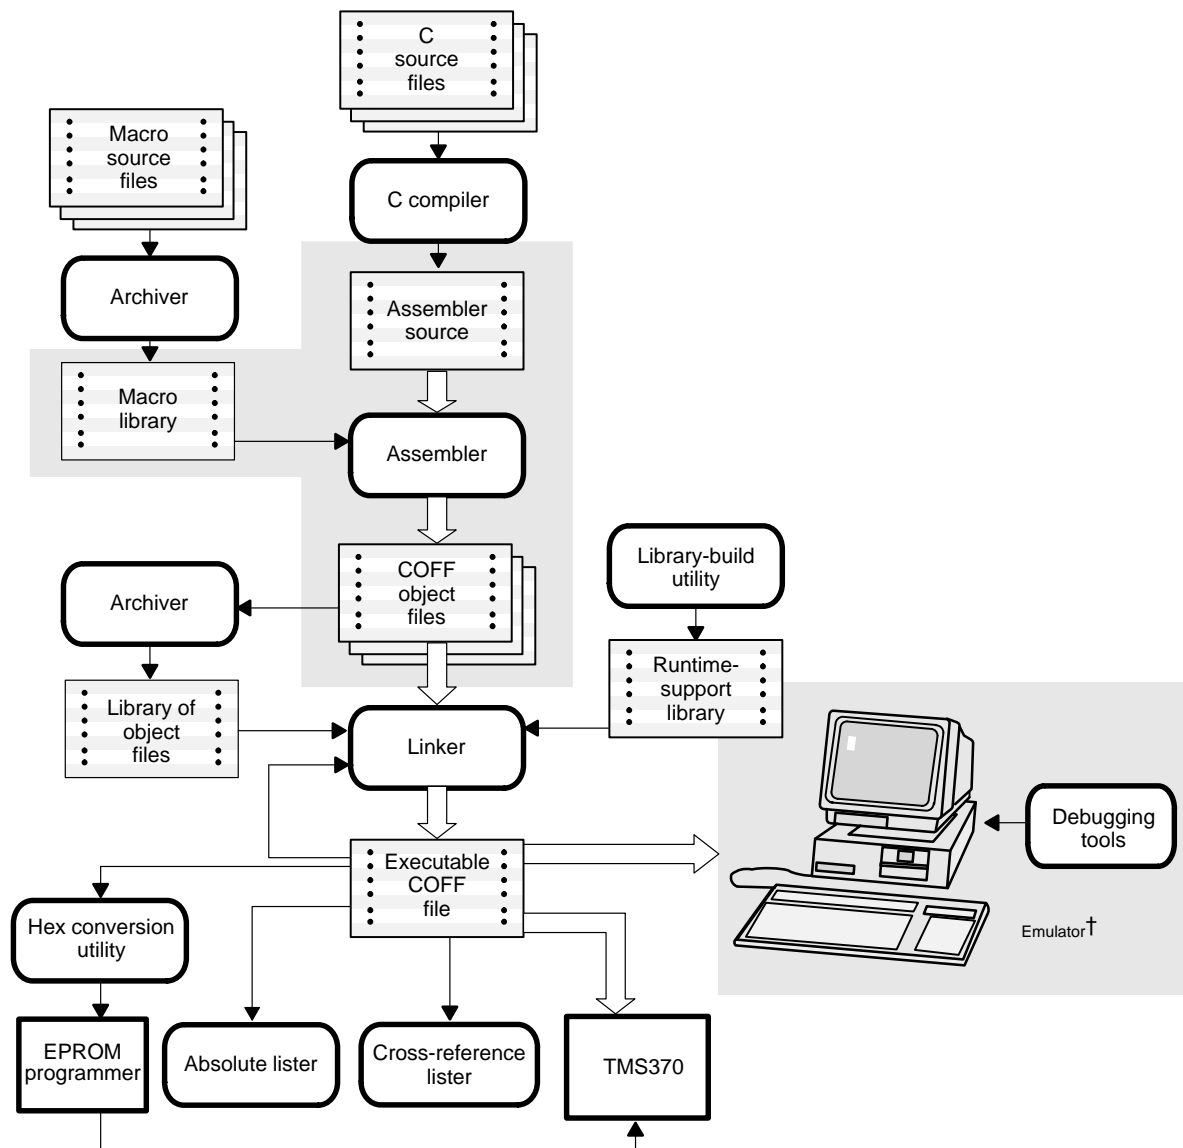 C
source
files
Macro
source
files
C compiler
Archiver
Assembler
source
Macro
library
Assembler
COFF
object
files
Library-build
utility
Archiver
Runtime-
support
library
Library of
object
files
Linker
Debugging
tools
Executable
COFF
file
Hex conversion
utility
Emulator†
EPROM
programmer
Absolute lister
Cross-reference
lister
TMS370